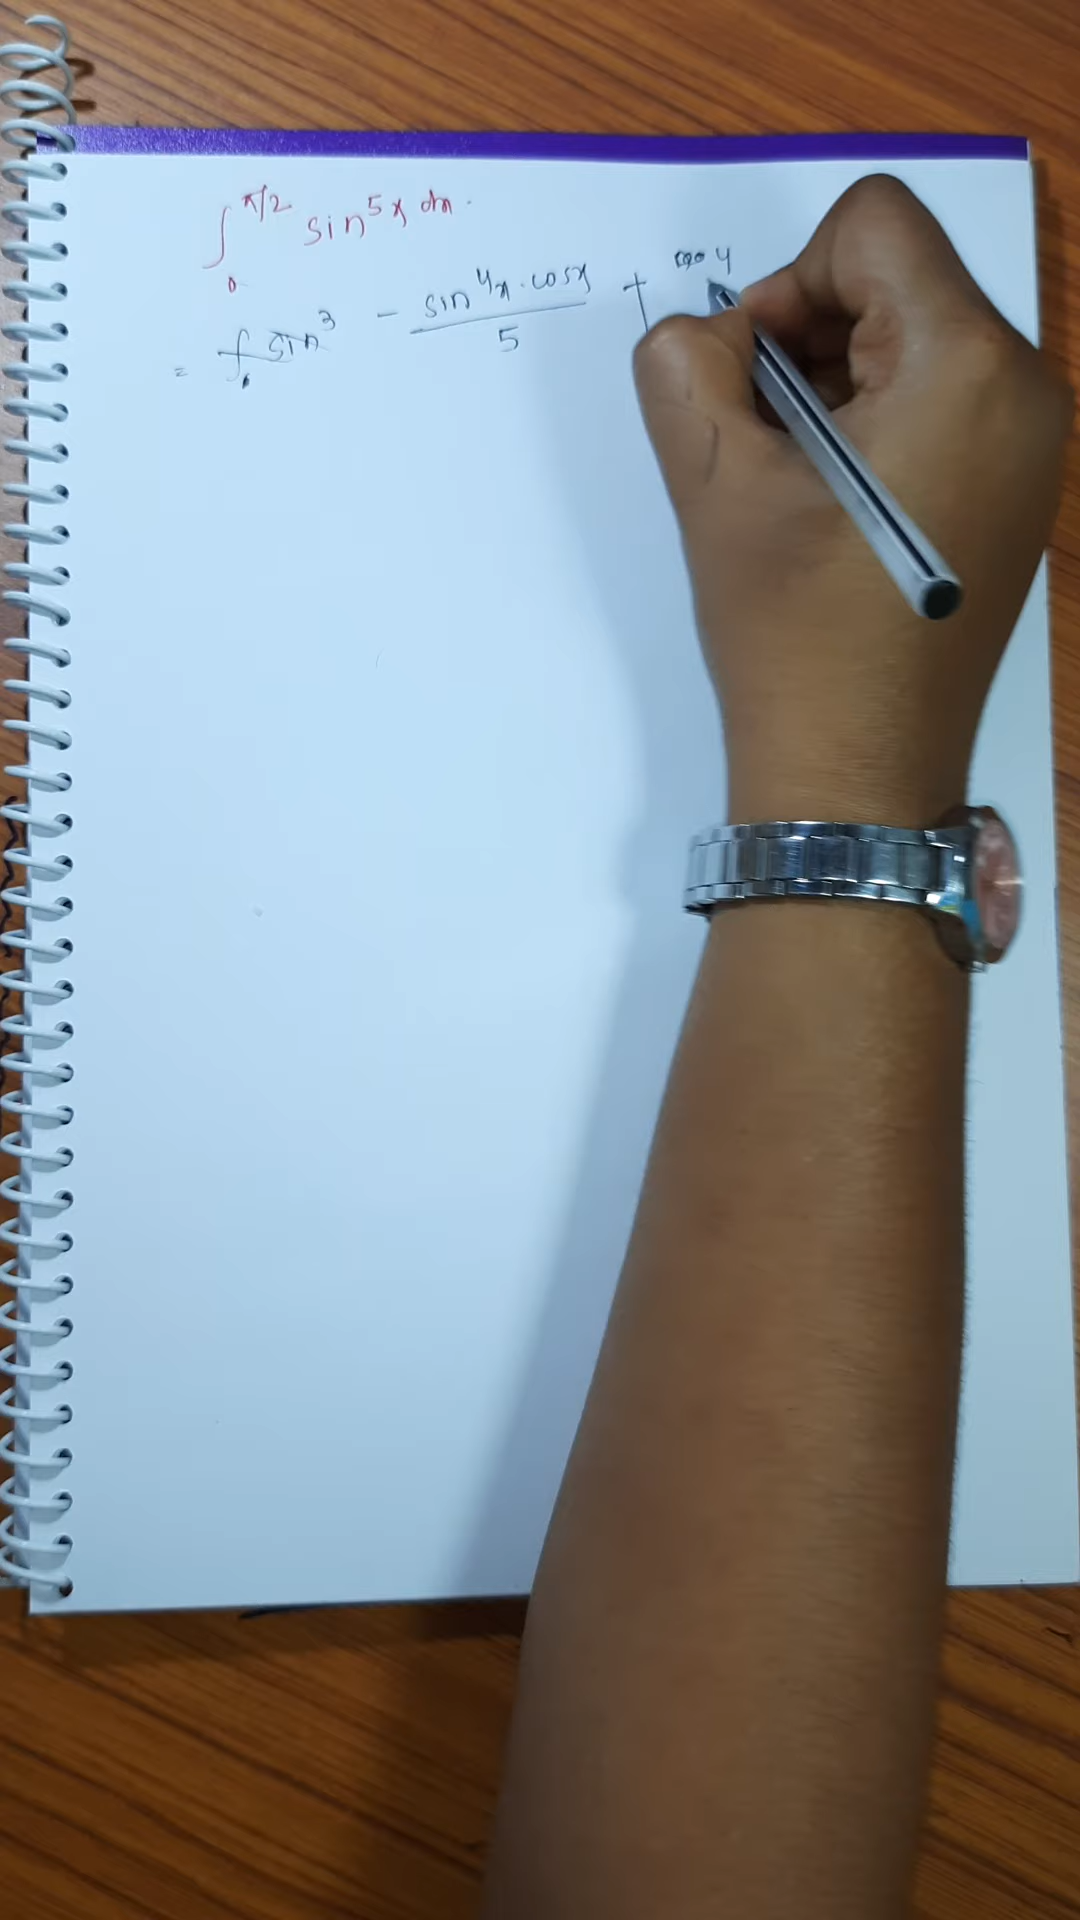 ∫₀^π/2 sin⁵x dx.
= ∫₀ sin³ - sin⁴x·cosx / 5 + 4